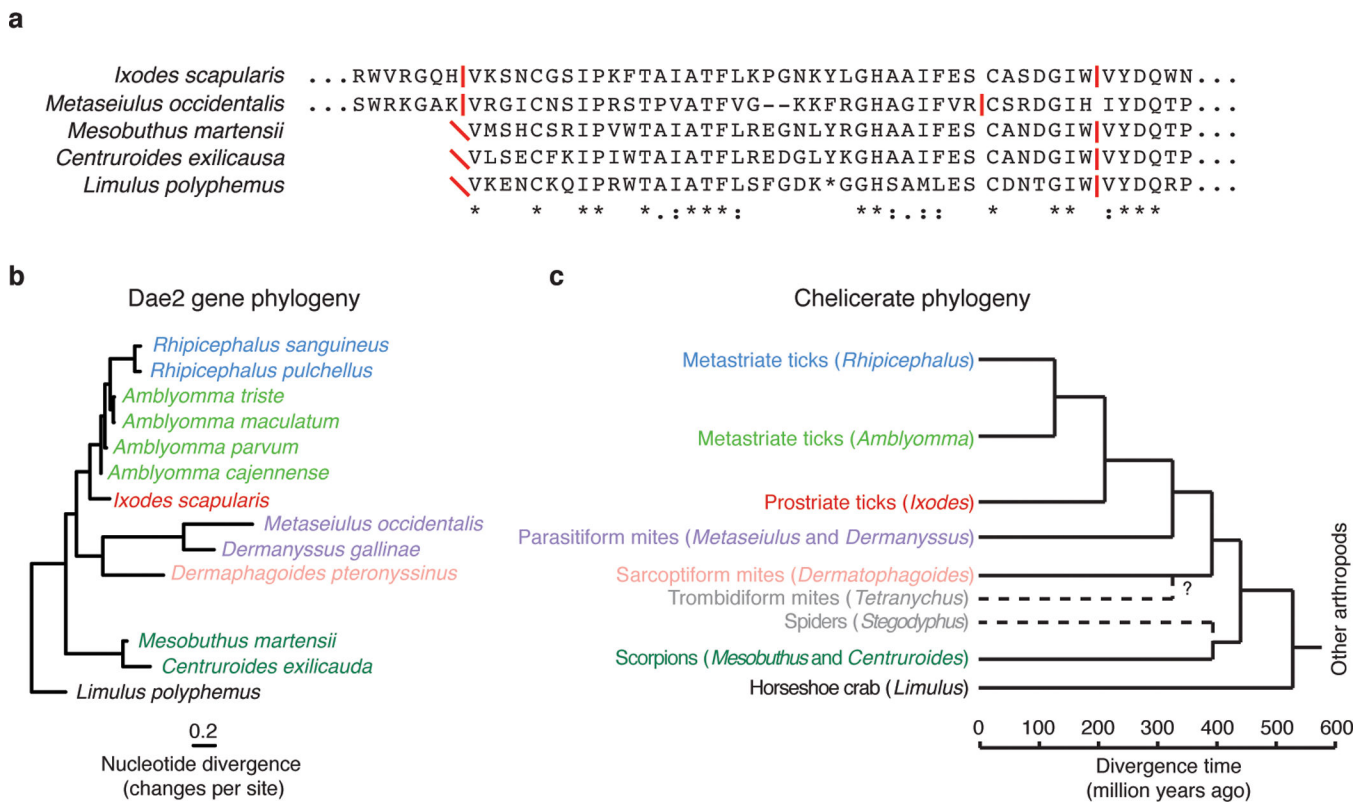 a
Ixodes scapularis ...RWVRGQH|VKSNCGSIPKFTAIATFLKPGNKYLGHAAIFES CASDGIW|VYDQWN...
Metaseiulus occidentalis ...SWRKGAK|VRGICNSIPRSTPVATFVG--KKFRGHAGIFVR|CSRDGIH IYDQTP...
Mesobuthus martensii \VMSHCSRIPVWTAIATFLREGNLYRGHAAIFES CANDGIW|VYDQTP...
Centruroides exilicausa \VLSECFKIPIWTAIATFLREDGLYKGHAAIFES CANDGIW|VYDQTP...
Limulus polyphemus \VKENCKQIPRWTAIATFLSFGDK*GGHSAMLES CDNTGIW|VYDQRP...
* * ** *.:***: **:.:: * ** :***
b
Dae2 gene phylogeny
Rhipicephalus sanguineus
Rhipicephalus pulchellus
Amblyomma triste
Amblyomma maculatum
Amblyomma parvum
Amblyomma cajennense
Ixodes scapularis
Metaseiulus occidentalis
Dermanyssus gallinae
Dermaphagoides pteronyssinus
Mesobuthus martensii
Centruroides exilicauda
Limulus polyphemus
0.2
Nucleotide divergence
(changes per site)
c
Chelicerate phylogeny
Metastriate ticks (Rhipicephalus)
Metastriate ticks (Amblyomma)
Prostriate ticks (Ixodes)
Parasitiform mites (Metaseiulus and Dermanyssus)
Sarcoptiform mites (Dermatophagoides)
?
Trombidiform mites (Tetranychus)
Spiders (Stegodyphus)
Scorpions (Mesobuthus and Centruroides)
Horseshoe crab (Limulus)
Other arthropods
0 100 200 300 400 500 600
Divergence time
(million years ago)